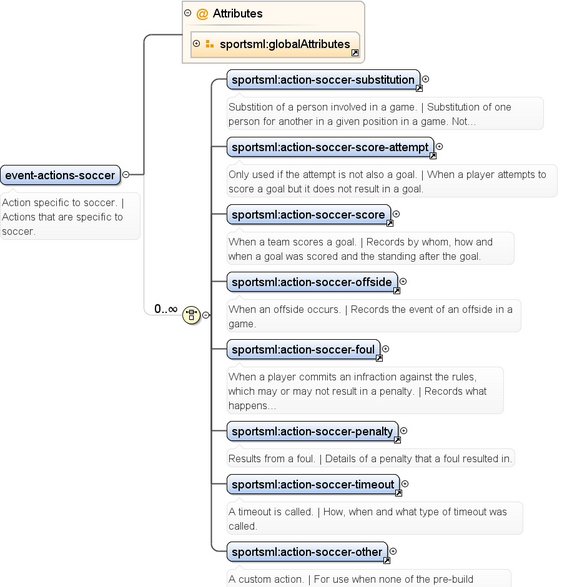 @ Attributes
sportsml:globalAttributes
sportsml:action-soccer-substitution
Substition of a person involved in a game. | Substitution of one
person for another in a given position in a game. Not...
event-actions-soccer
Action specific to soccer. |
Actions that are specific to
soccer.
sportsml:action-soccer-score-attempt
Only used if the attempt is not also a goal. | When a player attempts to
score a goal but it does not result in a goal.
sportsml:action-soccer-score
When a team scores a goal. | Records by whom, how and
when a goal was scored and the standing after the goal.
0..∞
sportsml:action-soccer-offside
When an offside occurs. | Records the event of an offside in a
game.
sportsml:action-soccer-foul
When a player commits an infraction against the rules,
which may or may not result in a penalty. | Records what
happens...
sportsml:action-soccer-penalty
Results from a foul. | Details of a penalty that a foul resulted in.
sportsml:action-soccer-timeout
A timeout is called. | How, when and what type of timeout was
called.
sportsml:action-soccer-other
A custom action. | For use when none of the pre-build